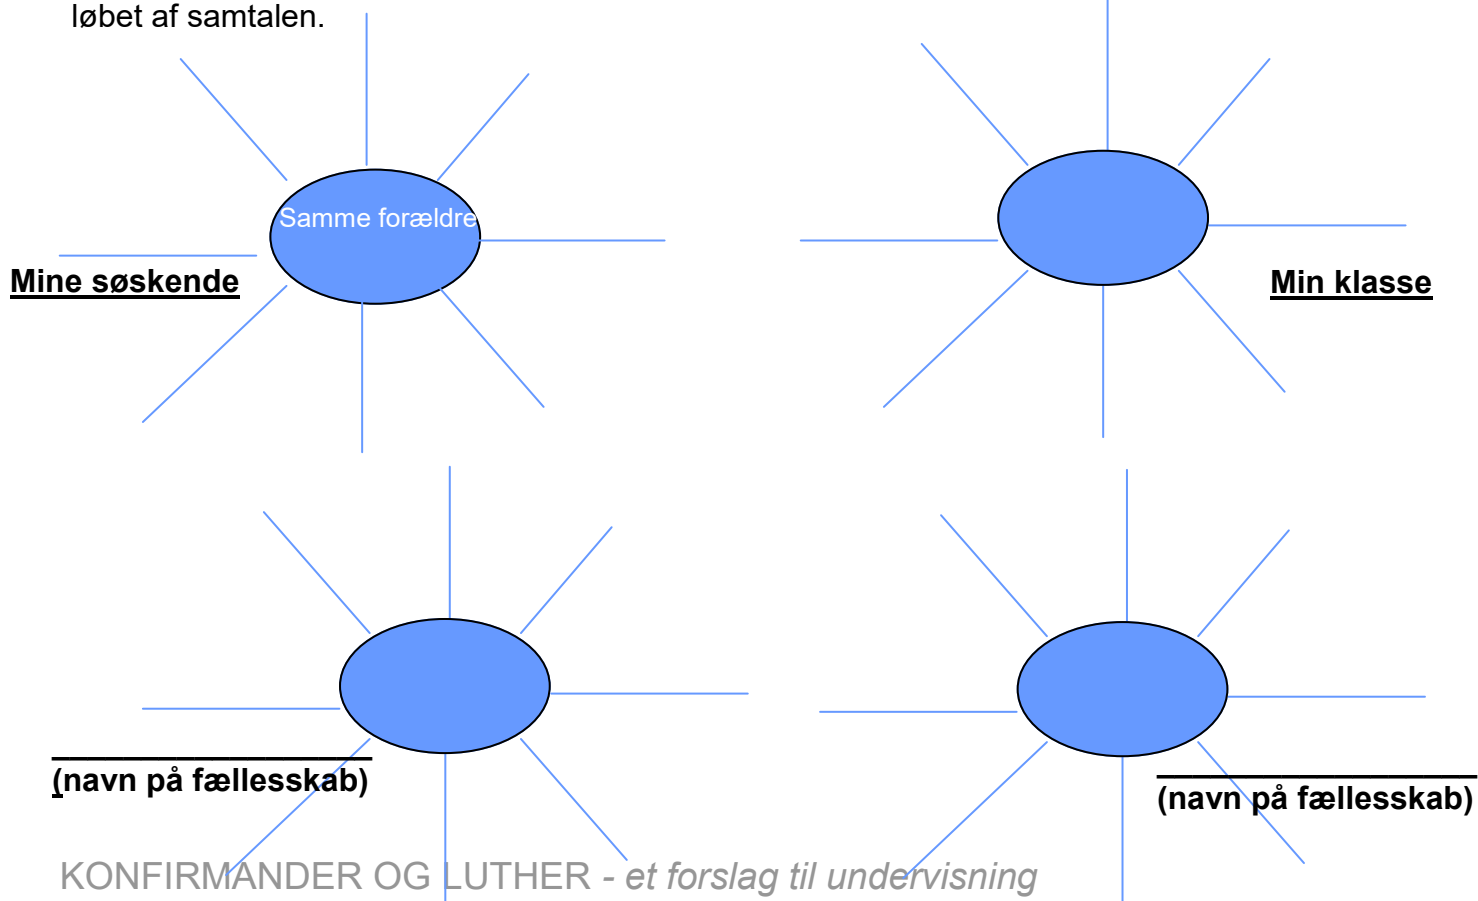 løbet af samtalen.
Samme forældre
Mine søskende
Min klasse
(navn på fællesskab)
(navn på fællesskab)
KONFIRMANDER OG LUTHER - et forslag til undervisning